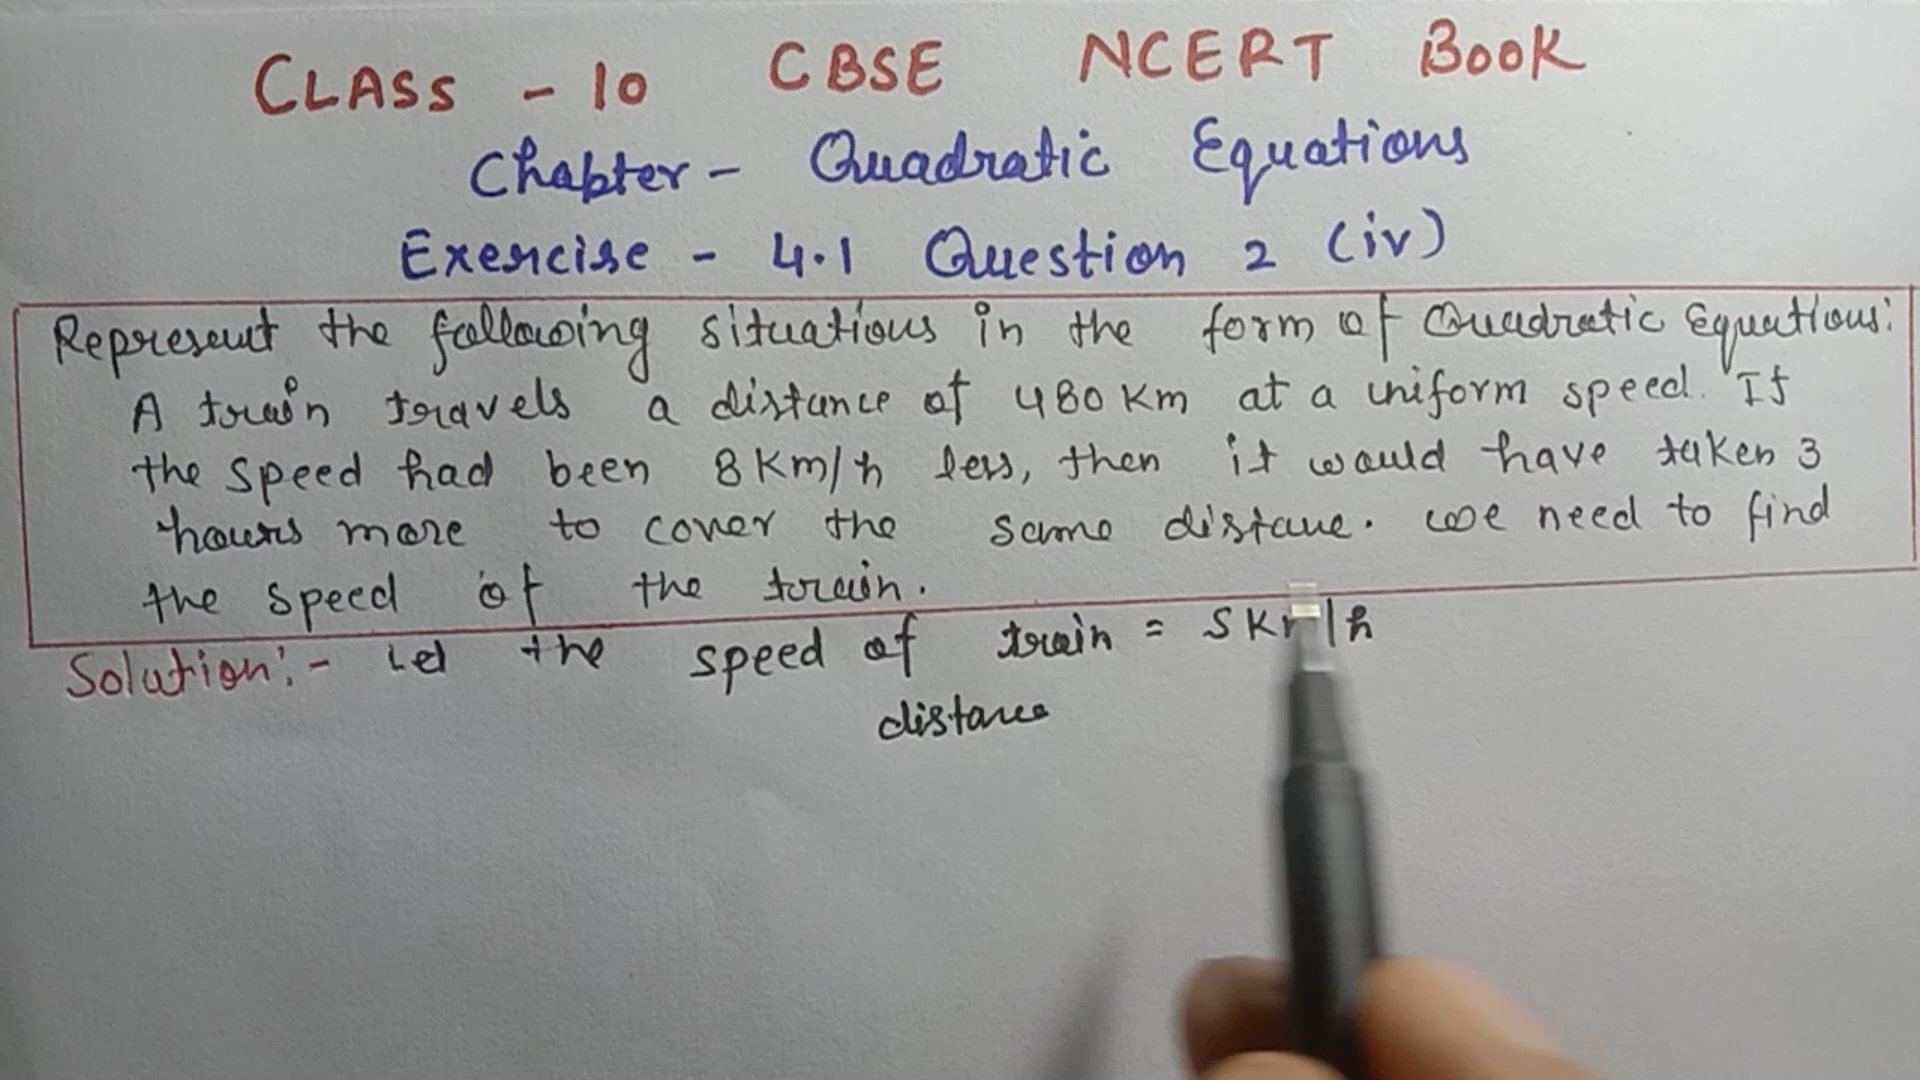 CLASS - 10 CBSE NCERT BOOK
Chapter - Quadratic Equations
Exercise - 4.1 Question 2 (iv)
Represent the following situations in the form of Quadratic Equations:
A train travels a distance of 480 Km at a uniform speed. If
the speed had been 8 Km/h less, then it would have taken 3
hours more to cover the same distance. we need to find
the speed of the train.
Solution:- Let the speed of train = S Km/h
distance